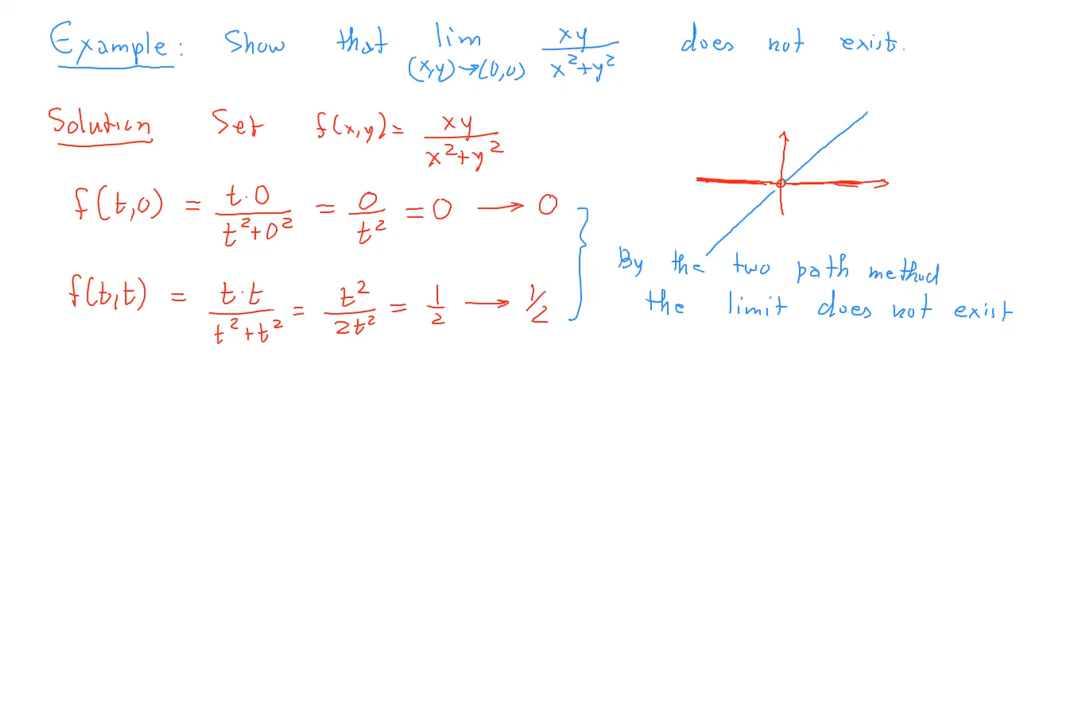 Example: Show that lim (x,y)→(0,0) xy/(x²+y²) does not exist.
Solution Set f(x,y) = xy/(x²+y²)
f(t,0) = t·0/(t²+0²) = 0/t² = 0 → 0
f(t,t) = t·t/(t²+t²) = t²/2t² = 1/2 → 1/2
By the two path method
the limit does not exist